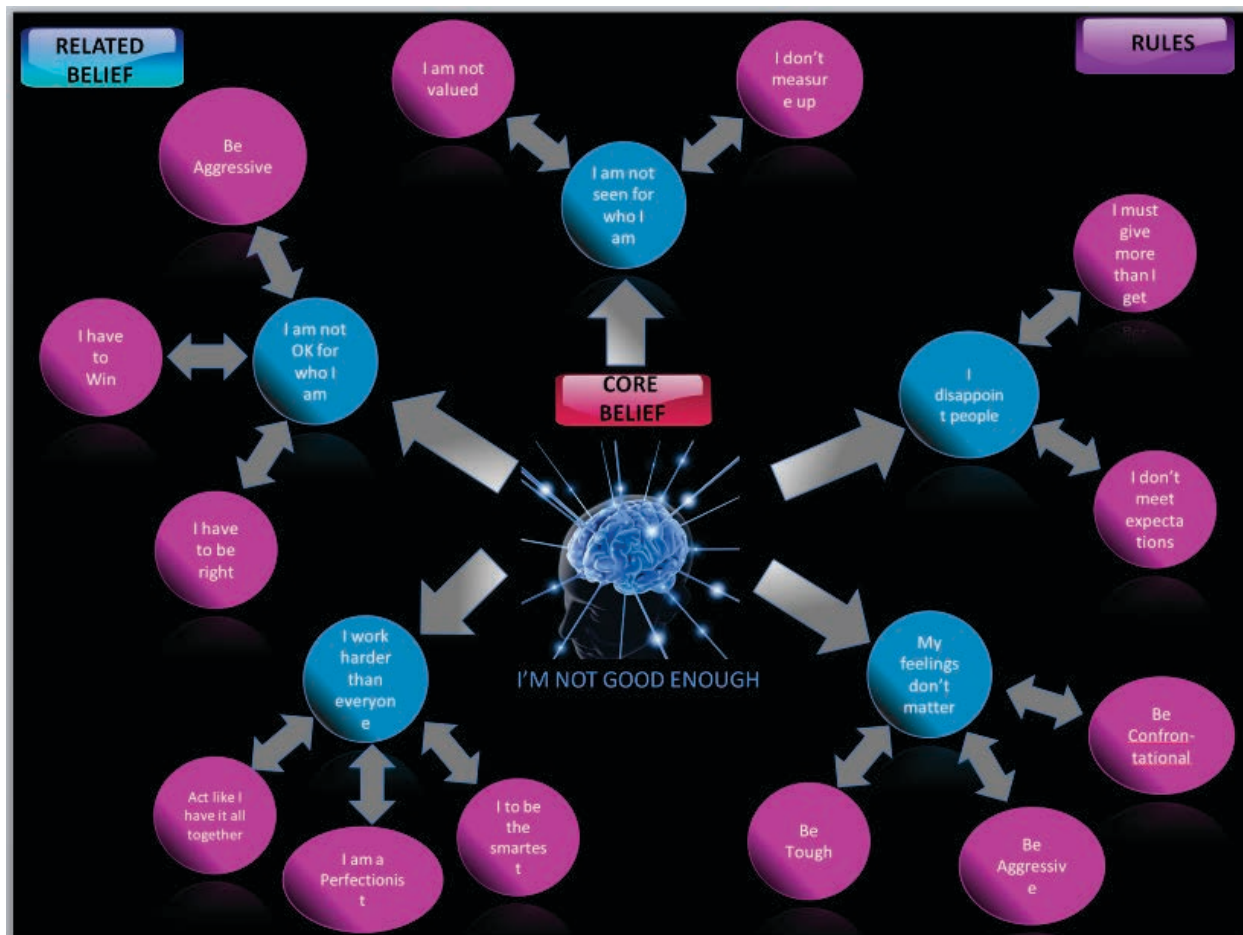 RELATED
BELIEF
RULES
I am not
valued
I don't
measur
e up
I am not
seen for
who I
am
Be
Aggressive
I must
give
more
than I
get
I have
to
Win
I am not
OK for
who I
am
I
disappoin
t people
CORE
BELIEF
I have
to be
right
I don't
meet
expecta
tions
I work
harder
than
everyon
e
I'M NOT GOOD ENOUGH
My
feelings
don't
matter
Be
Confron-
tational
Act like I
have it all
together
I am a
Perfectionis
t
I to be
the
smartes
t
Be
Tough
Be
Aggressiv
e